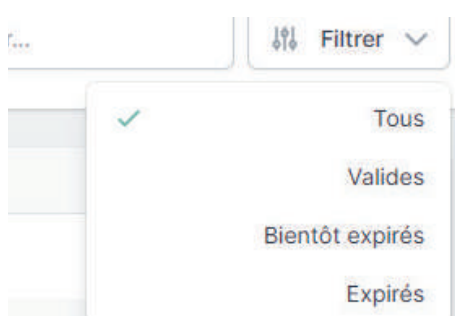 r...
Filtrer
Tous
Valides
Bientôt expirés
Expirés